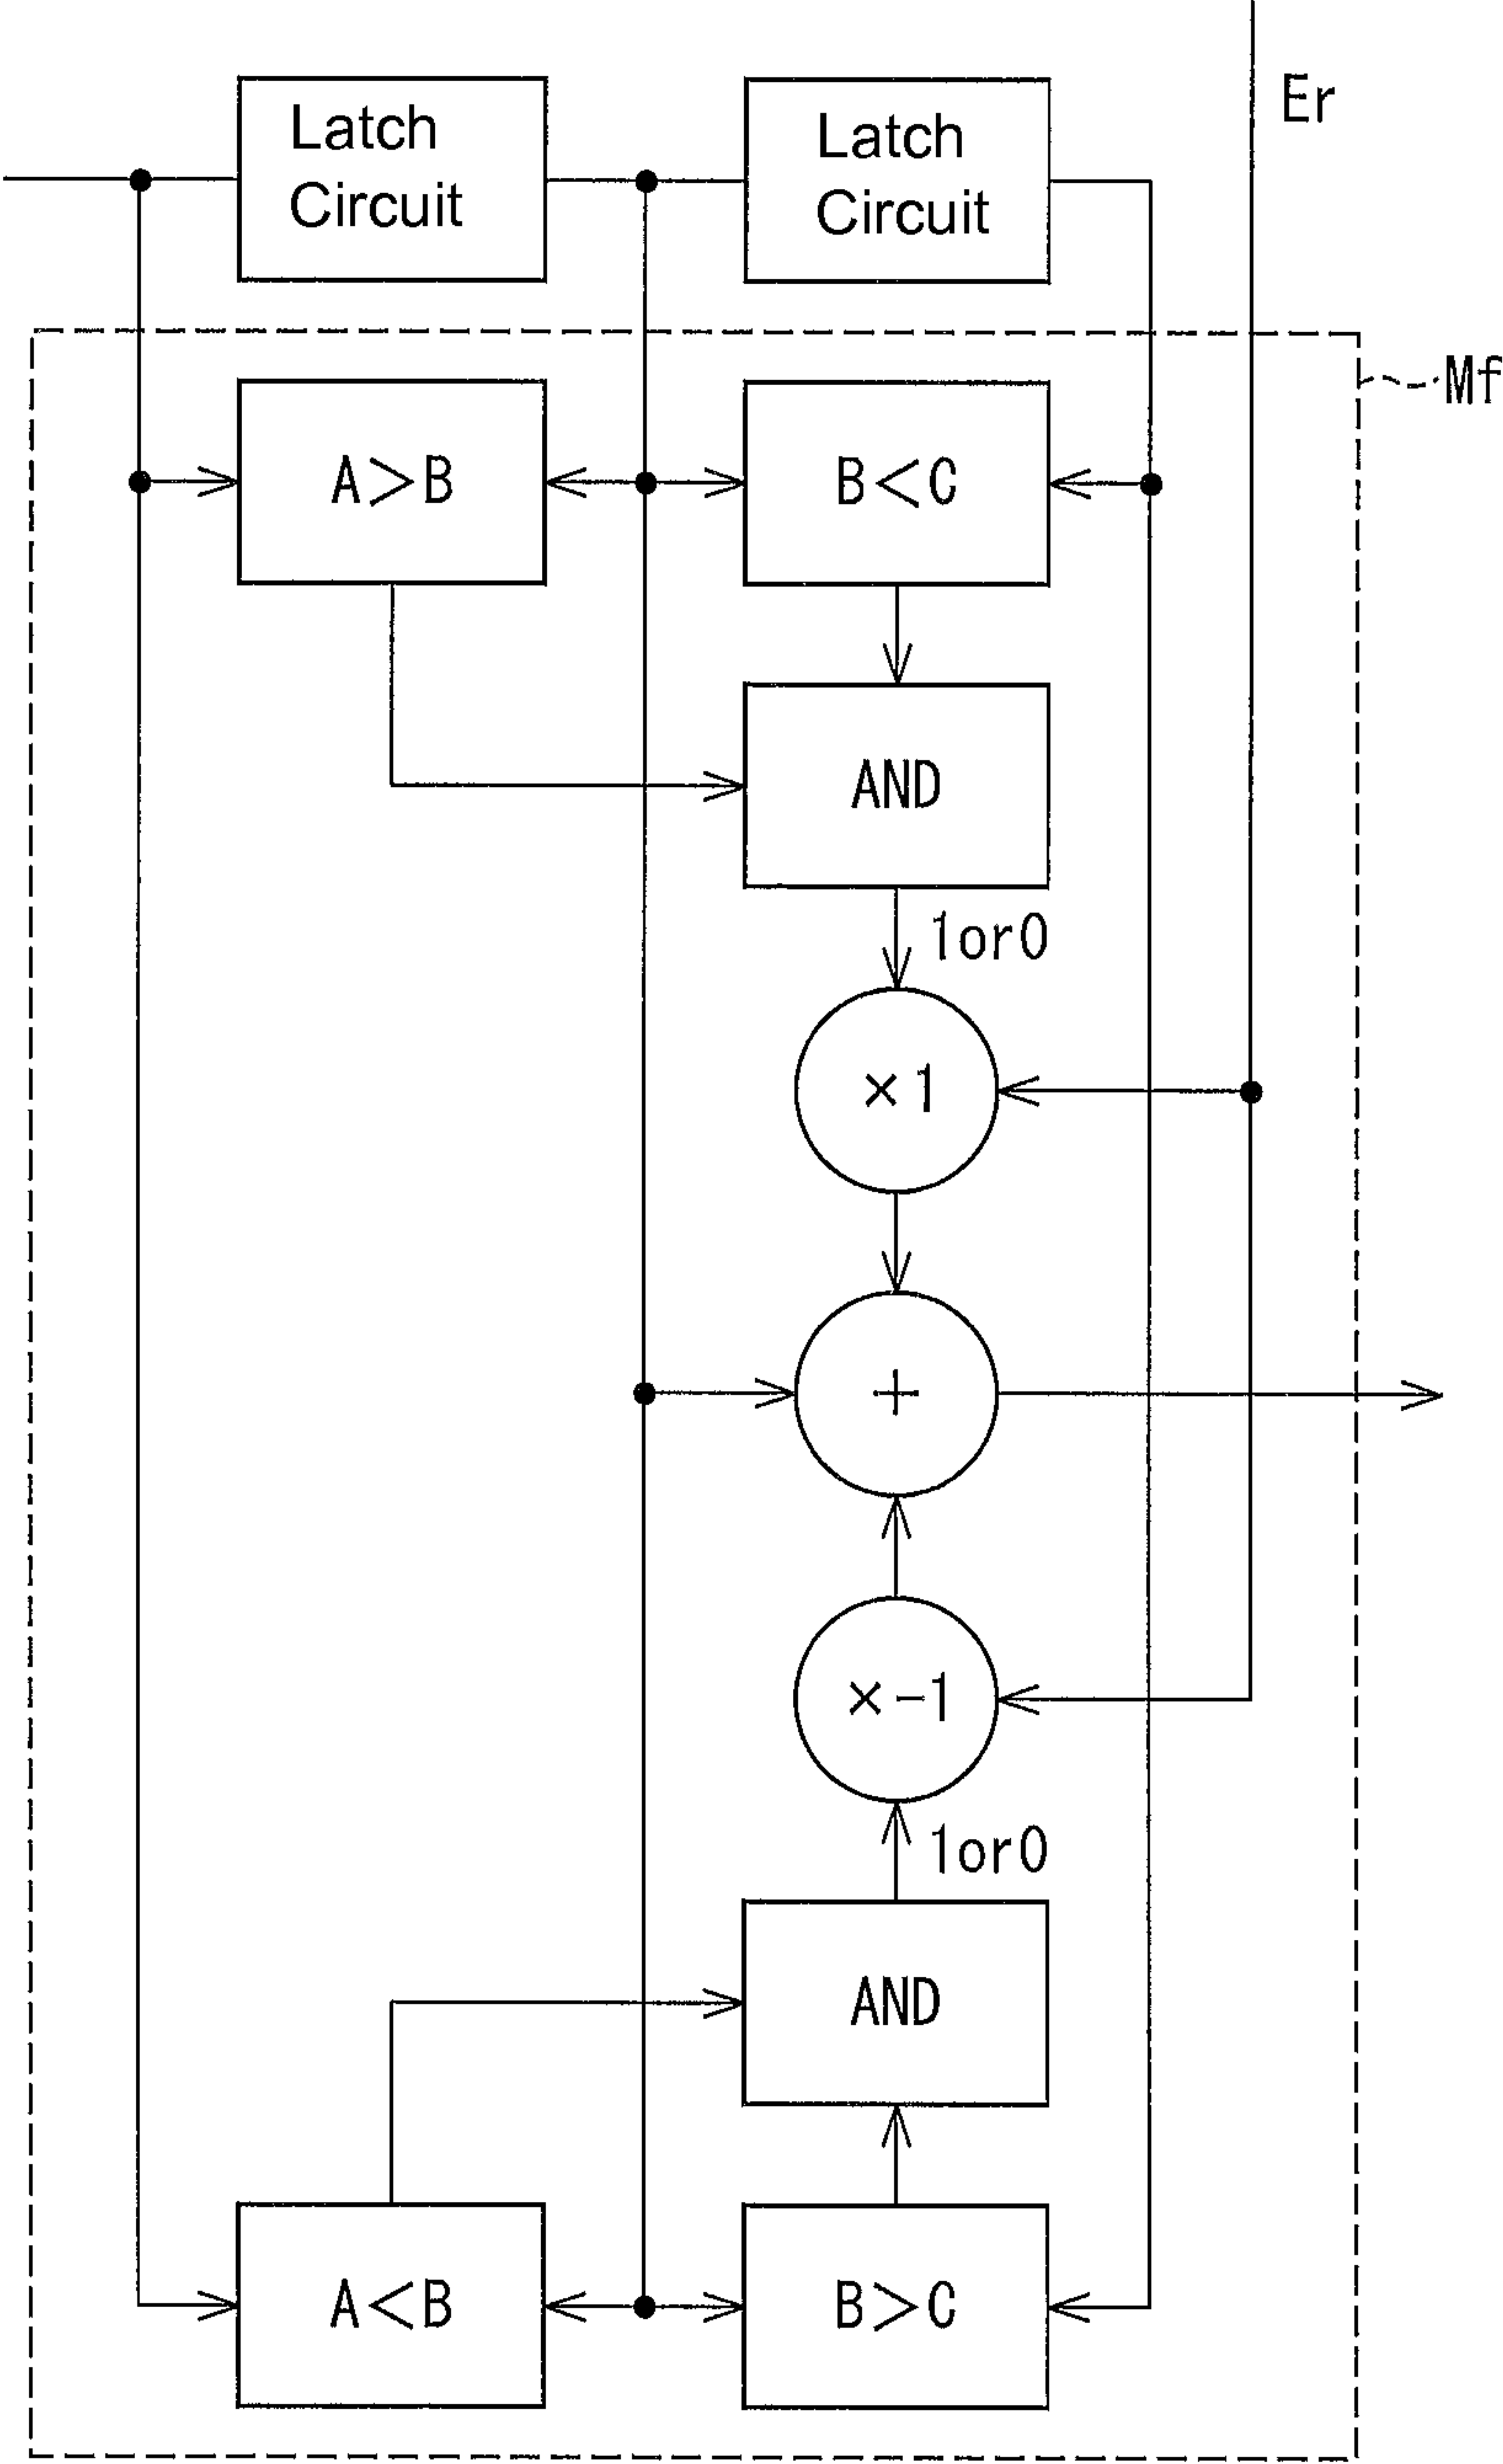 Er
Latch
Circuit
Latch
Circuit
Mf
A>B
B<C
AND
1or0
×1
+
×-1
1or0
AND
A<B
B>C